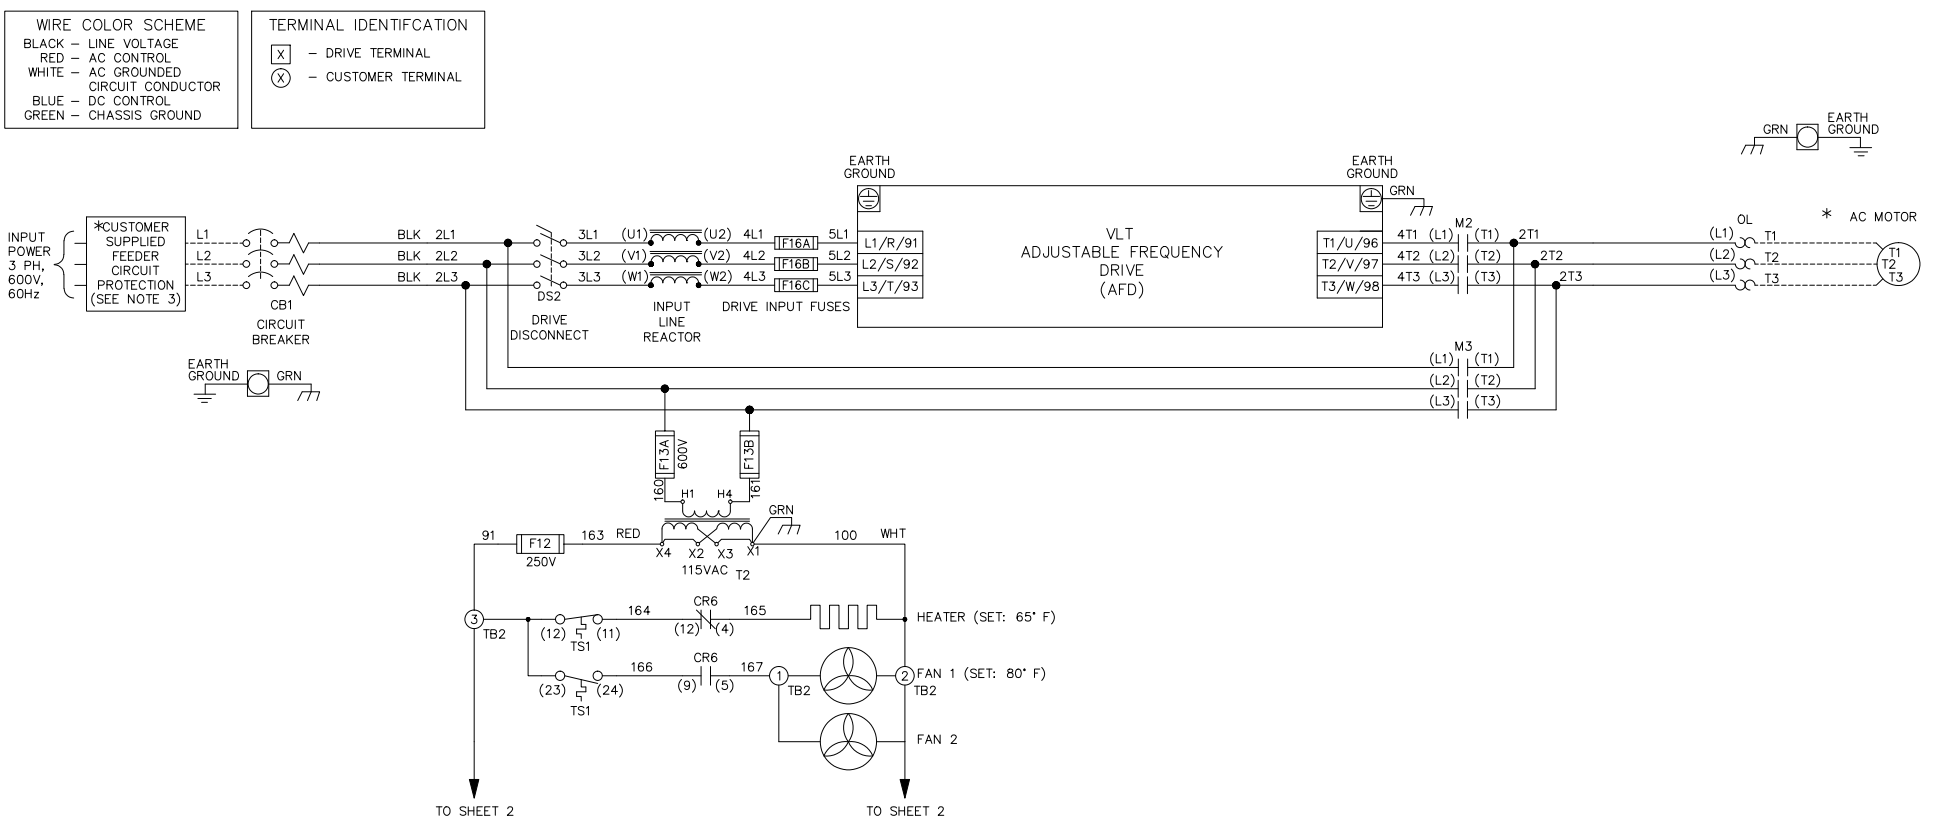 WIRE COLOR SCHEME
BLACK – LINE VOLTAGE
RED – AC CONTROL
WHITE – AC GROUNDED
CIRCUIT CONDUCTOR
BLUE – DC CONTROL
GREEN – CHASSIS GROUND
TERMINAL IDENTIFCATION
X – DRIVE TERMINAL
X – CUSTOMER TERMINAL
GRN
EARTH
GROUND
INPUT
POWER
3 PH,
600V,
60Hz
*CUSTOMER
SUPPLIED
FEEDER
CIRCUIT
PROTECTION
(SEE NOTE 3)
L1
L2
L3
CB1
CIRCUIT
BREAKER
BLK 2L1
BLK 2L2
BLK 2L3
DS2
DRIVE
DISCONNECT
3L1
3L2
3L3
(U1) (U2)
(V1) (V2)
(W1) (W2)
INPUT
LINE
REACTOR
4L1 F16A 5L1
4L2 F16B 5L2
4L3 F16C 5L3
DRIVE INPUT FUSES
EARTH
GROUND
L1/R/91
L2/S/92
L3/T/93
VLT
ADJUSTABLE FREQUENCY
DRIVE
(AFD)
EARTH
GROUND
GRN
T1/U/96
T2/V/97
T3/W/98
M2
4T1 (L1) (T1) 2T1
4T2 (L2) (T2) 2T2
4T3 (L3) (T3) 2T3
OL
(L1) T1
(L2) T2
(L3) T3
* AC MOTOR
T1
T2
T3
M3
(L1) (T1)
(L2) (T2)
(L3) (T3)
EARTH
GROUND
GRN
F13A
600V
F13B
160
161
H1 H4
GRN
91 F12 163 RED
250V
X4 X2 X3 X1
100 WHT
115VAC T2
3
TB2
(12) (11)
TS1
164
CR6
(12) (4)
165
HEATER (SET: 65° F)
(23) (24)
TS1
166
CR6
(9) (5)
167
1
TB2
2
TB2
FAN 1 (SET: 80° F)
FAN 2
TO SHEET 2
TO SHEET 2